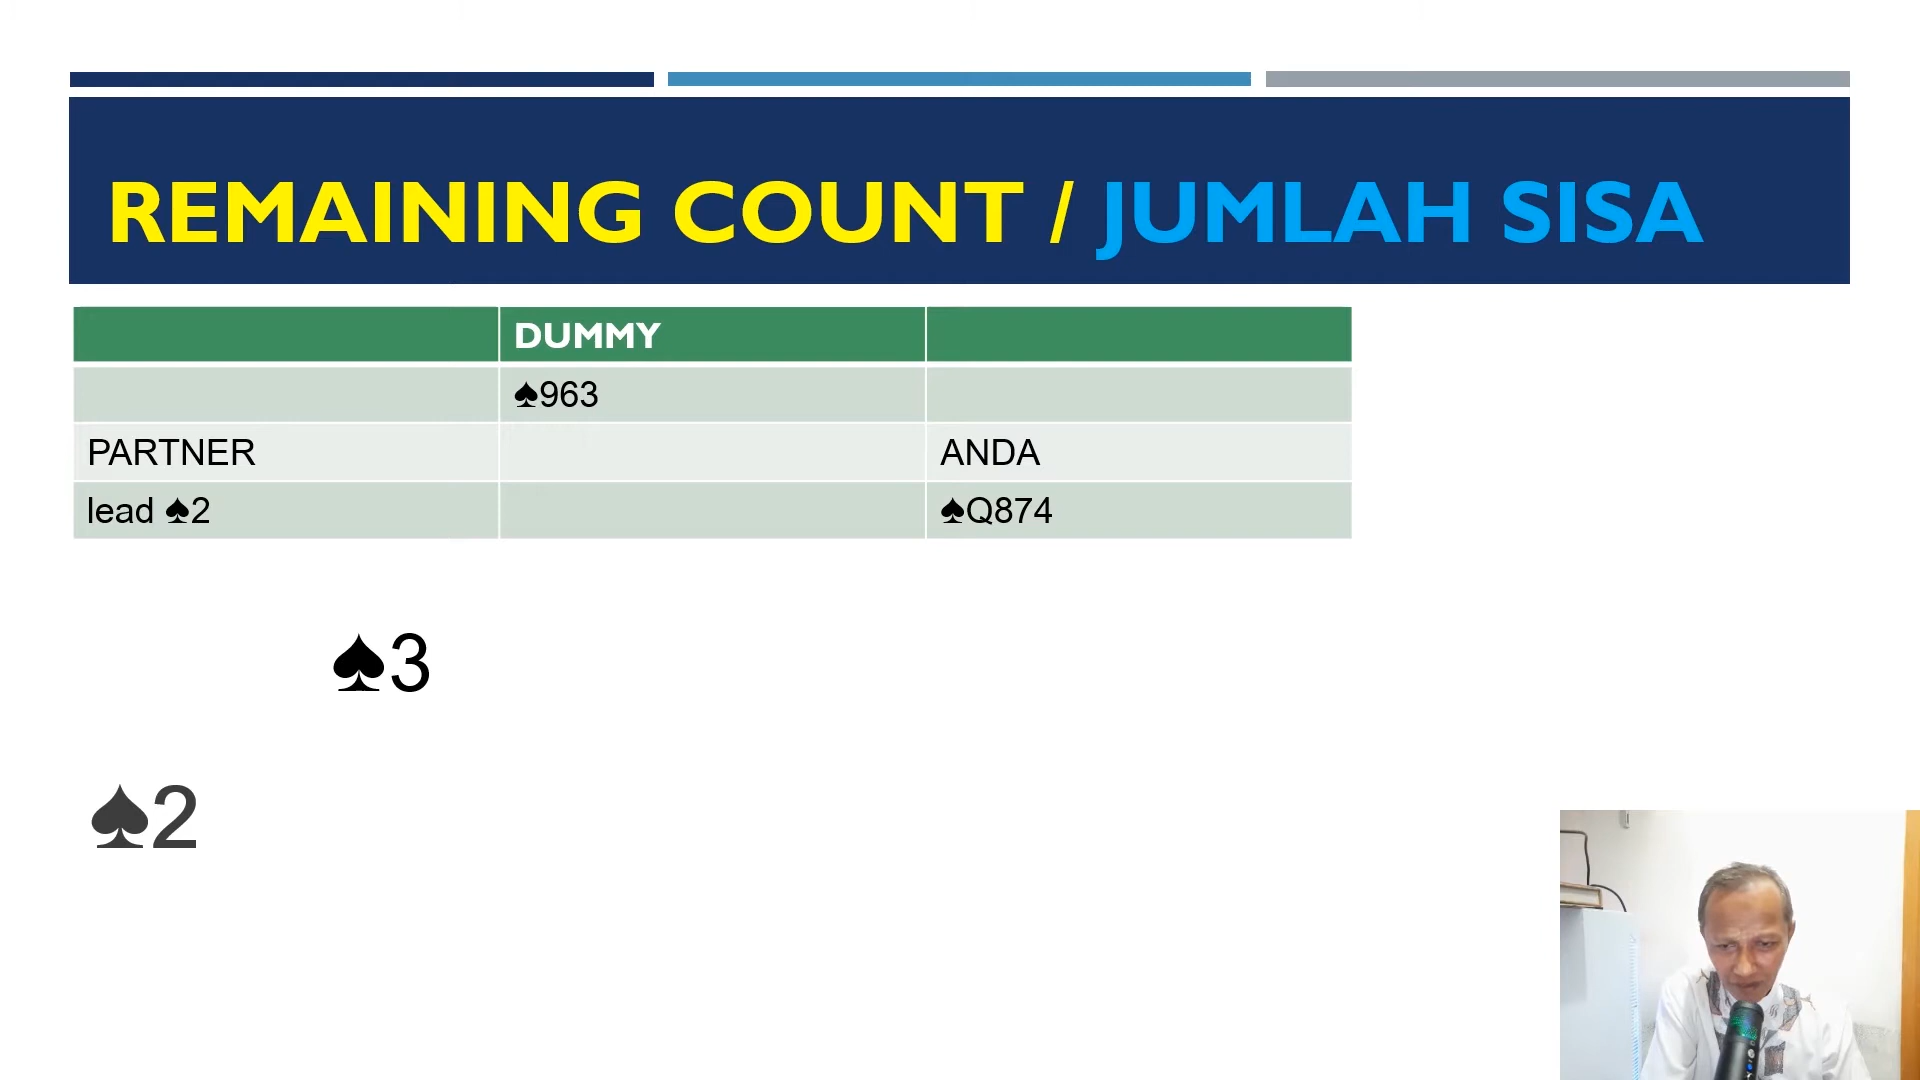 REMAINING COUNT / JUMLAH SISA
DUMMY
♠963
PARTNER ANDA
lead ♠2 ♠Q874
♠3
♠2